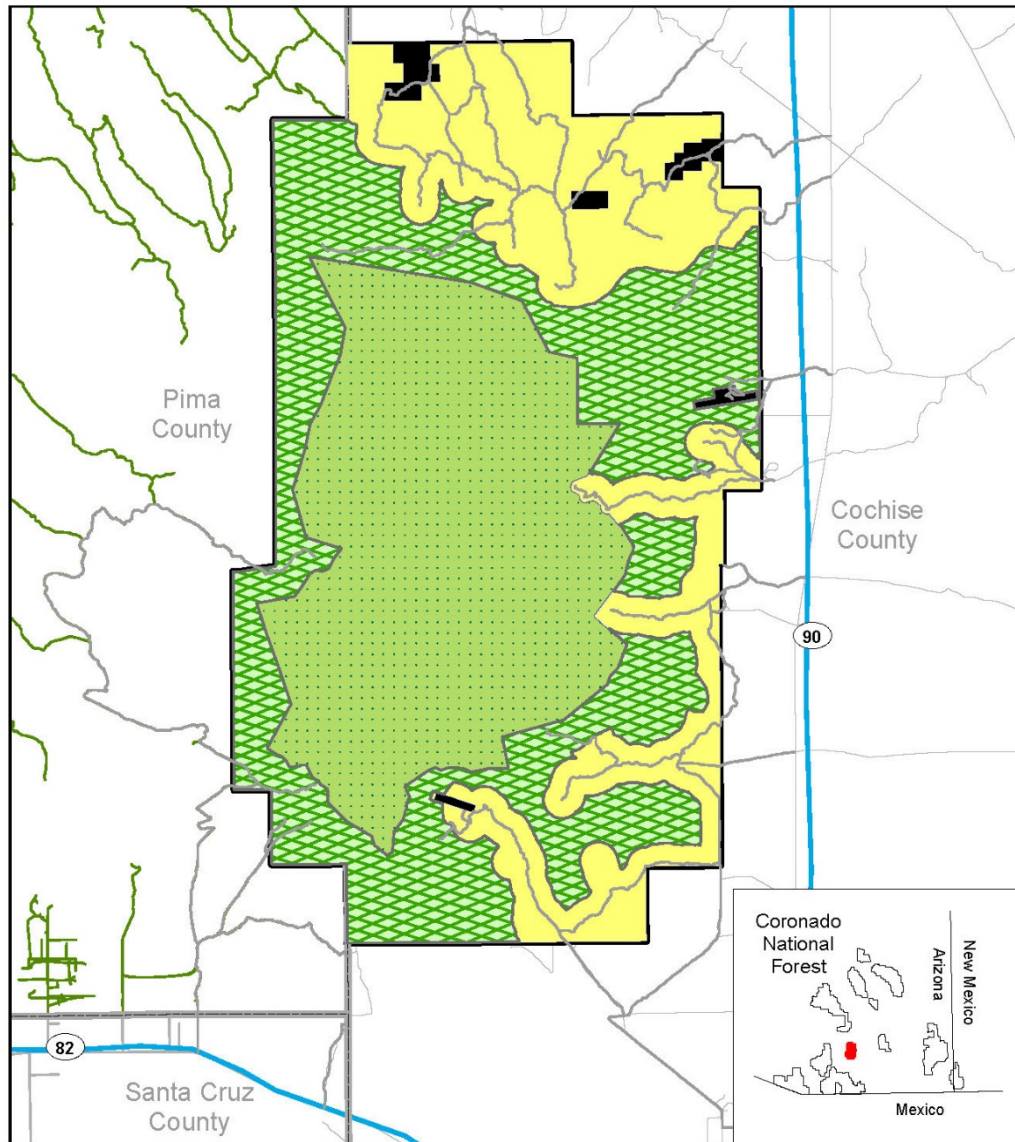 Pima
County
Cochise
County
90
82
Santa Cruz
County
Coronado
National
Forest
Arizona
New Mexico
Mexico